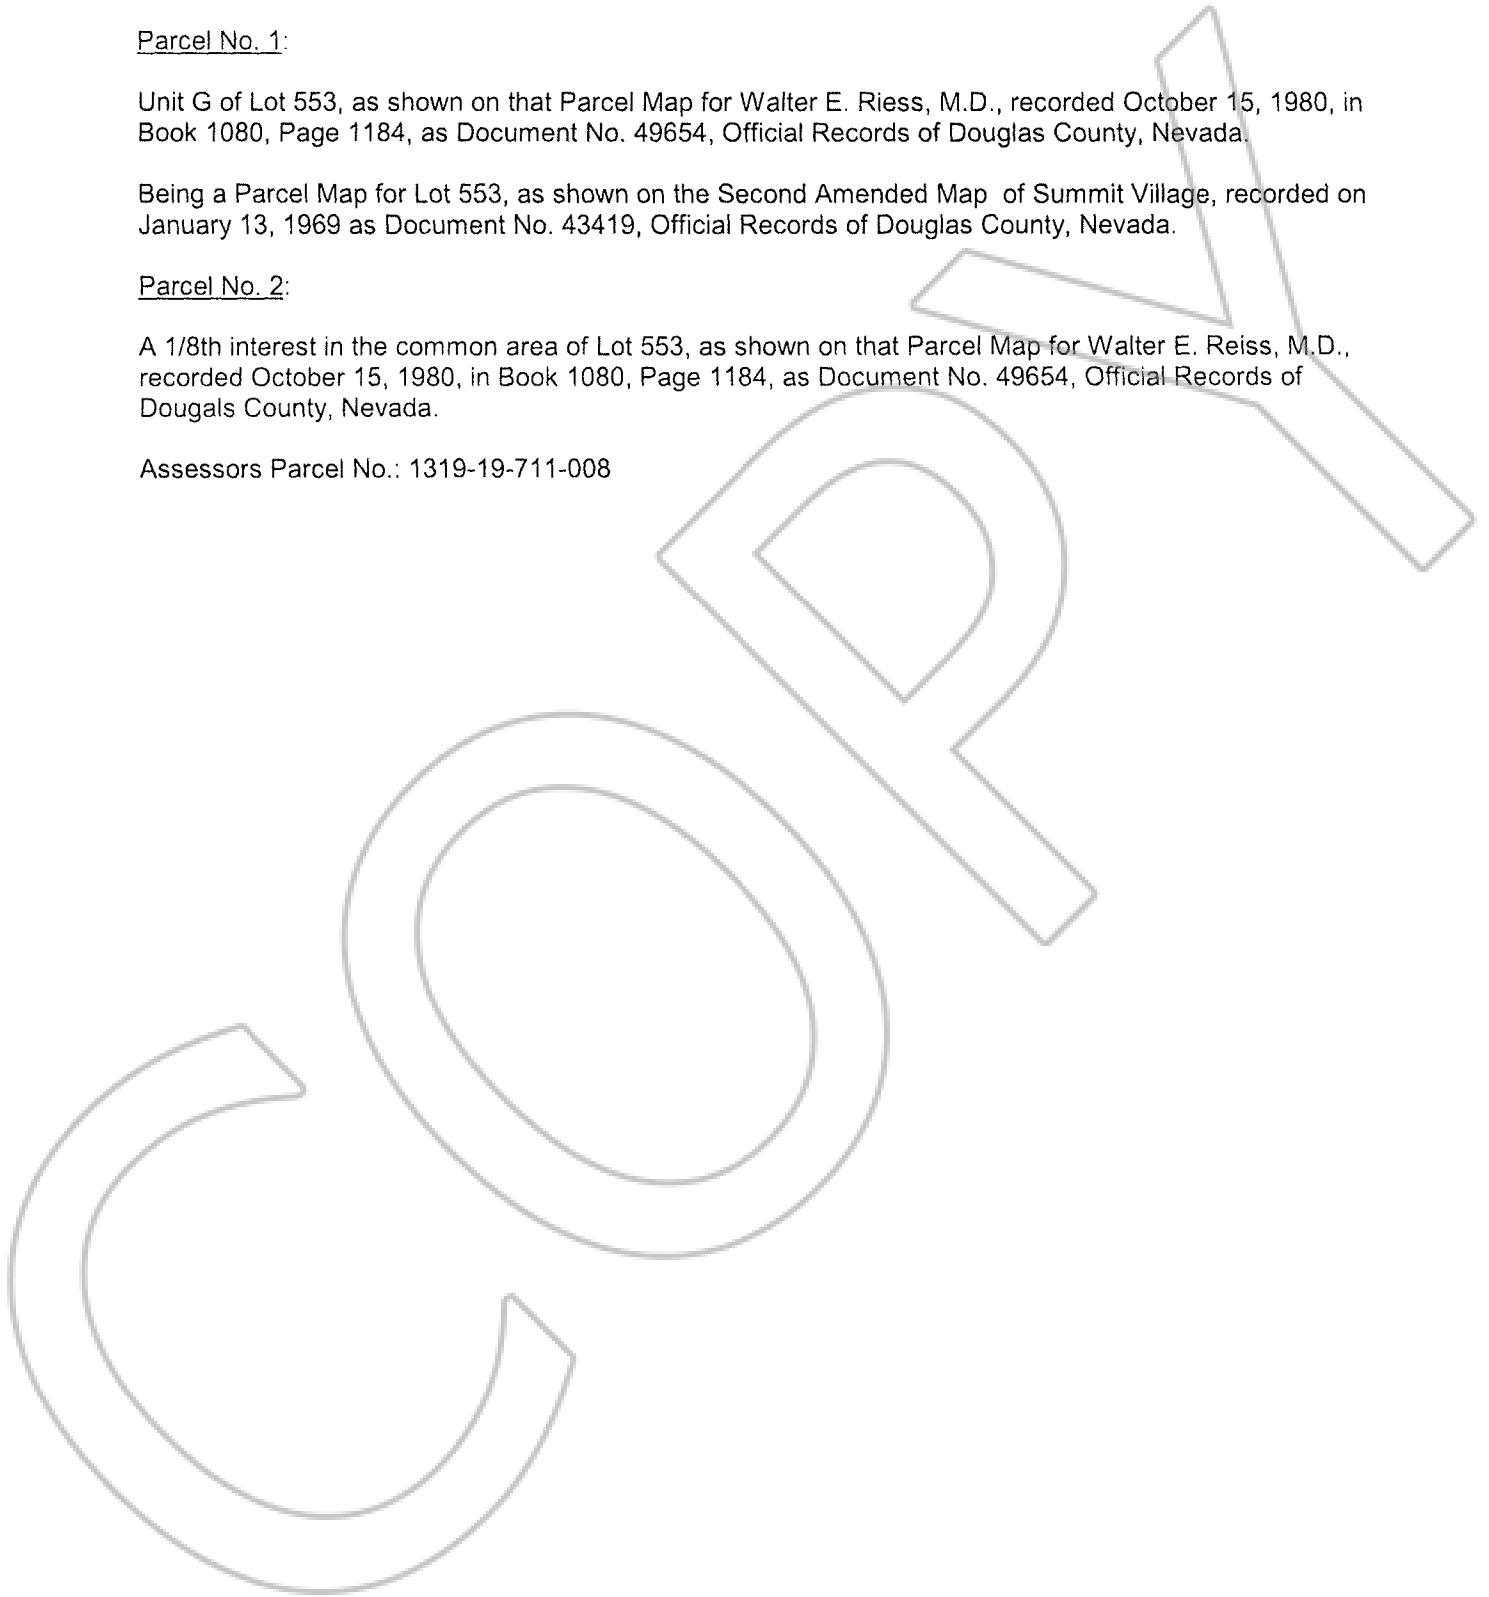 Parcel No. 1:
Unit G of Lot 553, as shown on that Parcel Map for Walter E. Riess, M.D., recorded October 15, 1980, in
Book 1080, Page 1184, as Document No. 49654, Official Records of Douglas County, Nevada.
Being a Parcel Map for Lot 553, as shown on the Second Amended Map of Summit Village, recorded on
January 13, 1969 as Document No. 43419, Official Records of Douglas County, Nevada.
Parcel No. 2:
A 1/8th interest in the common area of Lot 553, as shown on that Parcel Map for Walter E. Reiss, M.D.,
recorded October 15, 1980, in Book 1080, Page 1184, as Document No. 49654, Official Records of
Dougals County, Nevada.
Assessors Parcel No.: 1319-19-711-008
COPY